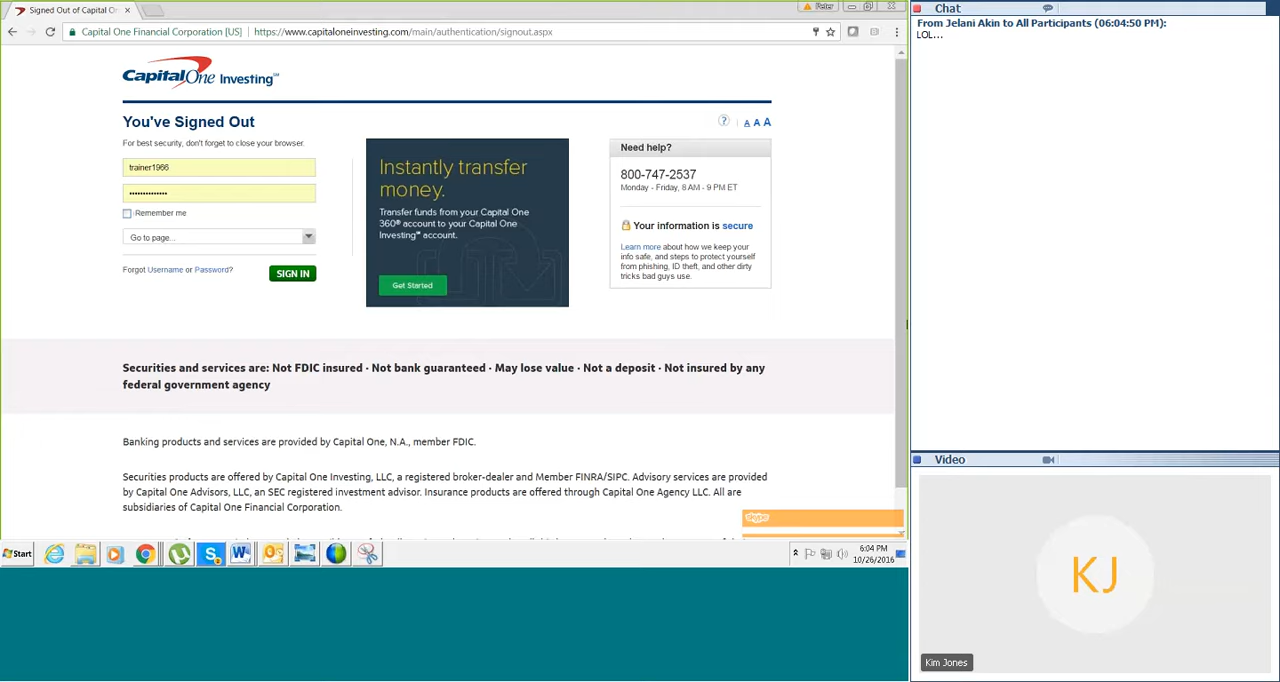 Signed Out of Capital O
Peter
Capital One Financial Corporation [US]
https://www.capitaloneinvesting.com/main/authentication/signout.aspx
CapitalOne Investing℠
You've Signed Out
A A A
For best security, don't forget to close your browser.
trainer1966
••••••••••••••
Remember me
Go to page...
Forgot Username or Password?
SIGN IN
Instantly transfer
money.
Transfer funds from your Capital One
360® account to your Capital One
Investing℠ account.
Get Started
Need help?
800-747-2537
Monday - Friday, 8 AM - 9 PM ET
Your information is secure
Learn more about how we keep your
info safe, and steps to protect yourself
from phishing, ID theft, and other dirty
tricks bad guys use.
Securities and services are: Not FDIC insured · Not bank guaranteed · May lose value · Not a deposit · Not insured by any
federal government agency
Banking products and services are provided by Capital One, N.A., member FDIC.
Securities products are offered by Capital One Investing, LLC, a registered broker-dealer and Member FINRA/SIPC. Advisory services are provided
by Capital One Advisors, LLC, an SEC registered investment advisor. Insurance products are offered through Capital One Agency LLC. All are
subsidiaries of Capital One Financial Corporation.
skype
Start
6:04 PM
10/26/2016
Chat
From Jelani Akin to All Participants (06:04:50 PM):
LOL...
Video
KJ
Kim Jones